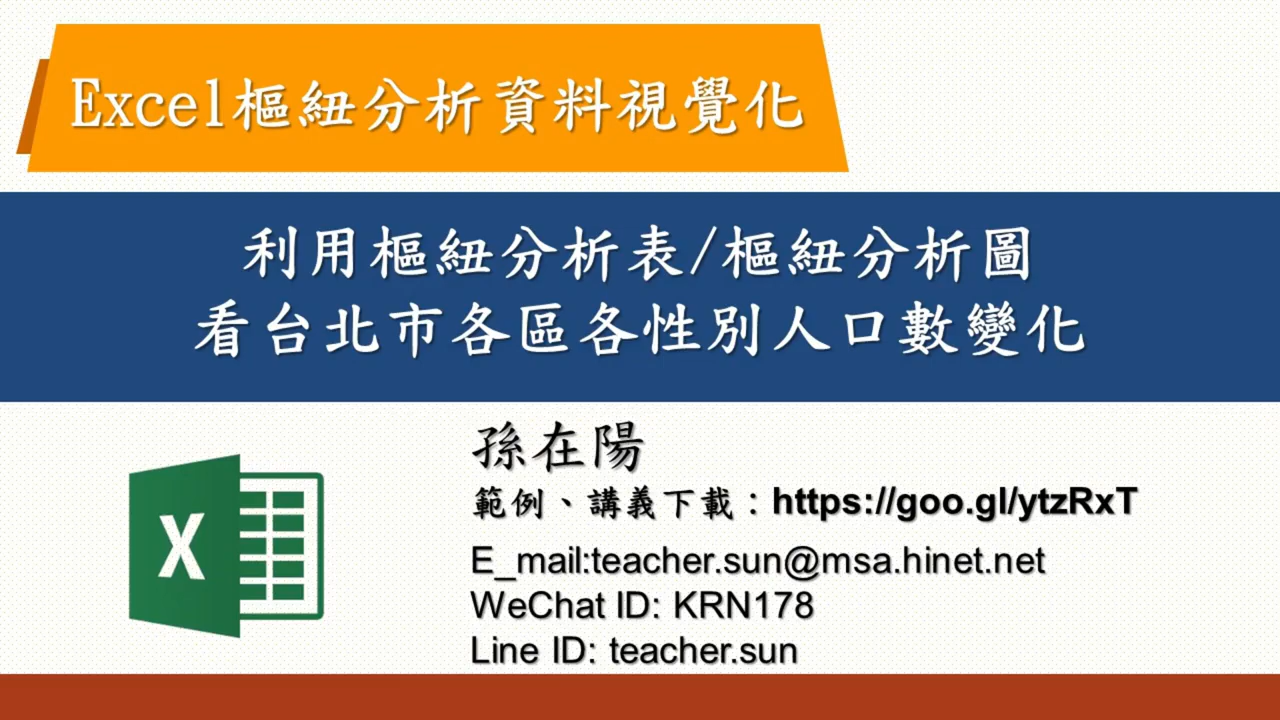 Excel樞紐分析資料視覺化
利用樞紐分析表/樞紐分析圖
看台北市各區各性別人口數變化
孫在陽
範例、講義下載：https://goo.gl/ytzRxT
E_mail:teacher.sun@msa.hinet.net
WeChat ID: KRN178
Line ID: teacher.sun
X